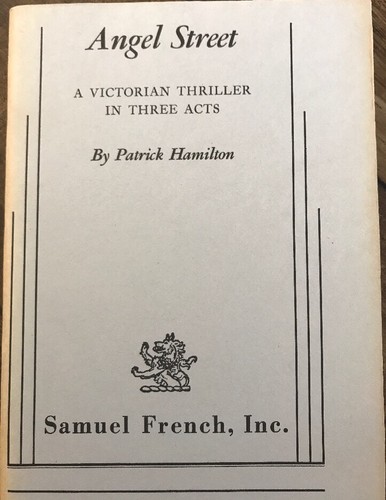 Angel Street
A VICTORIAN THRILLER
IN THREE ACTS
By Patrick Hamilton
Samuel French, Inc.